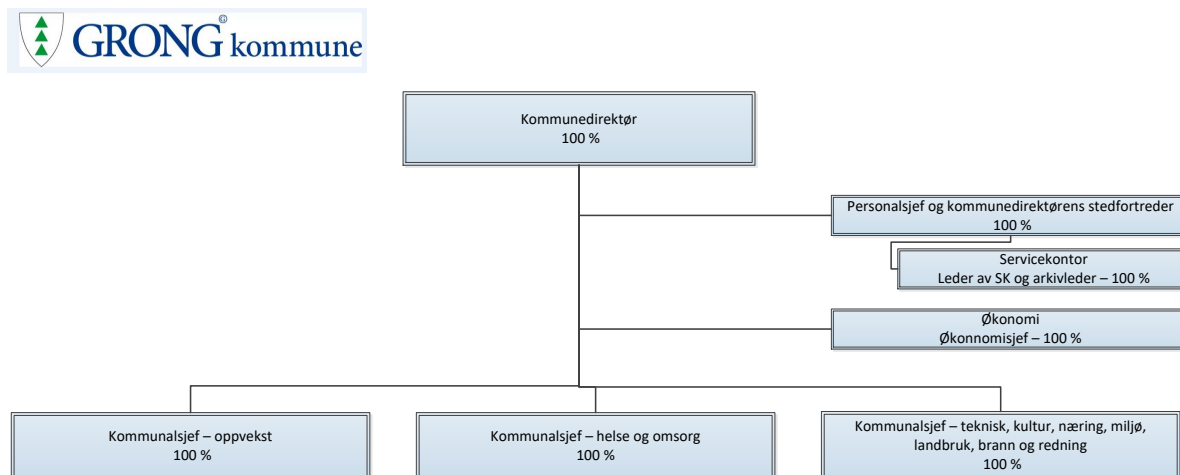 GRONG© kommune
Kommunedirektør
100 %
Personalsjef og kommunedirektørens stedfortreder
100 %
Servicekontor
Leder av SK og arkivleder – 100 %
Økonomi
Økonnomisjef – 100 %
Kommunalsjef – oppvekst
100 %
Kommunalsjef – helse og omsorg
100 %
Kommunalsjef – teknisk, kultur, næring, miljø,
landbruk, brann og redning
100 %